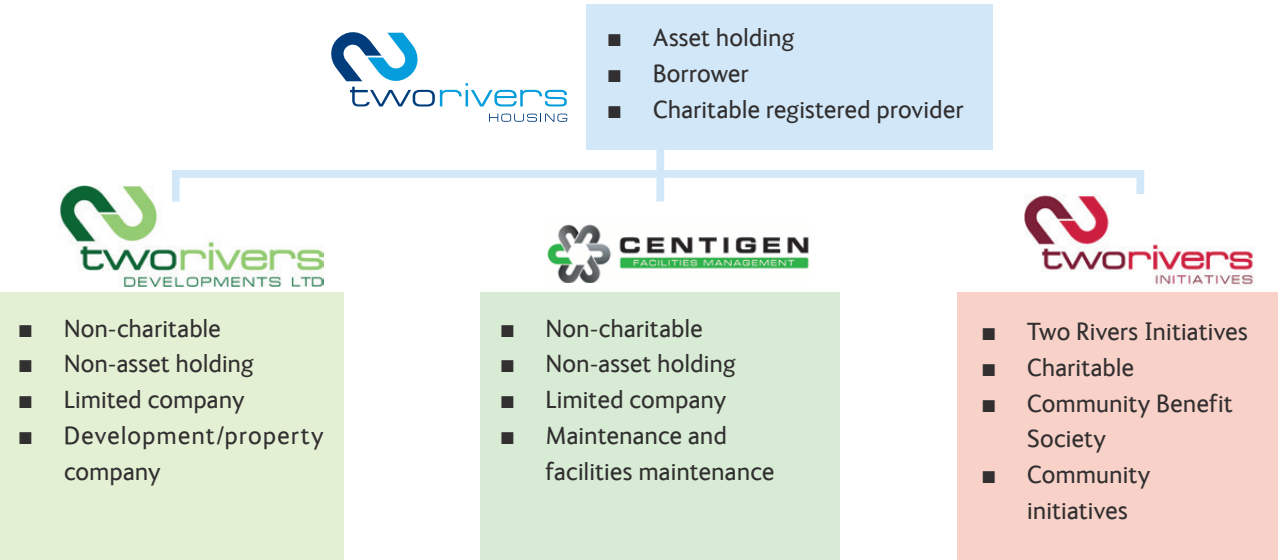 tworivers
HOUSING
■ Asset holding
■ Borrower
■ Charitable registered provider
tworivers
DEVELOPMENTS LTD
■ Non-charitable
■ Non-asset holding
■ Limited company
■ Development/property
company
CENTIGEN
FACILITIES MANAGEMENT
■ Non-charitable
■ Non-asset holding
■ Limited company
■ Maintenance and
facilities maintenance
tworivers
INITIATIVES
■ Two Rivers Initiatives
■ Charitable
■ Community Benefit
Society
■ Community
initiatives